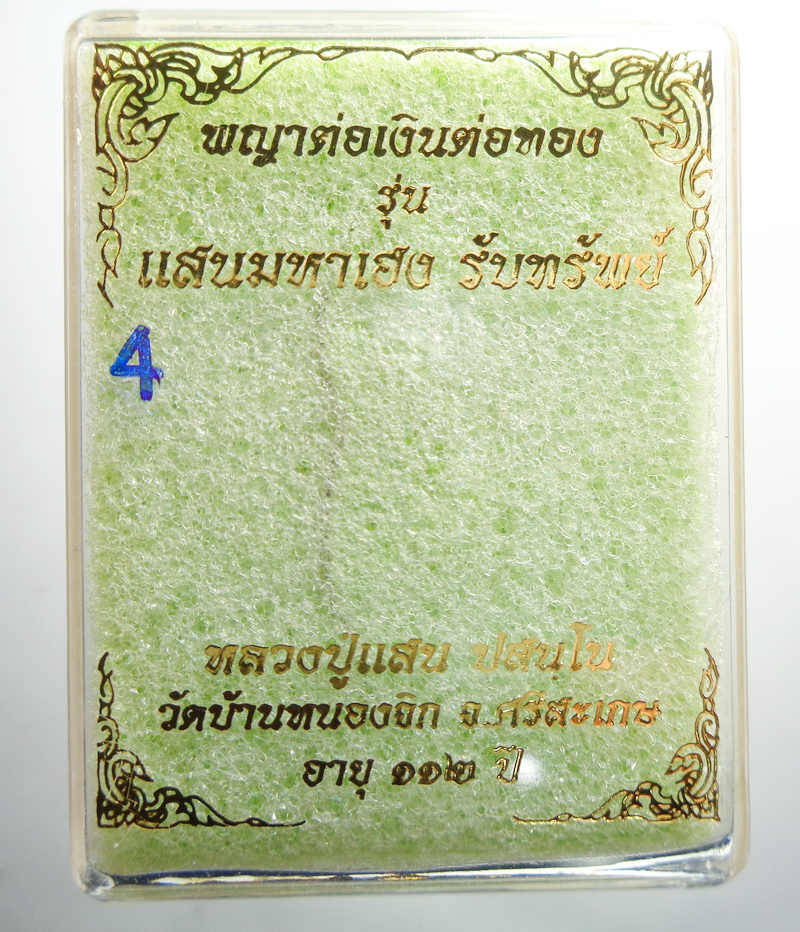 พญาต่อเงินต่อทอง
รุ่น
แสนมหาเฮง รับทรัพย์
4
หลวงปู่แสน ปสนฺโน
วัดบ้านหนองจิก จ.ศรีสะเกษ
อายุ ๑๑๒ ปี